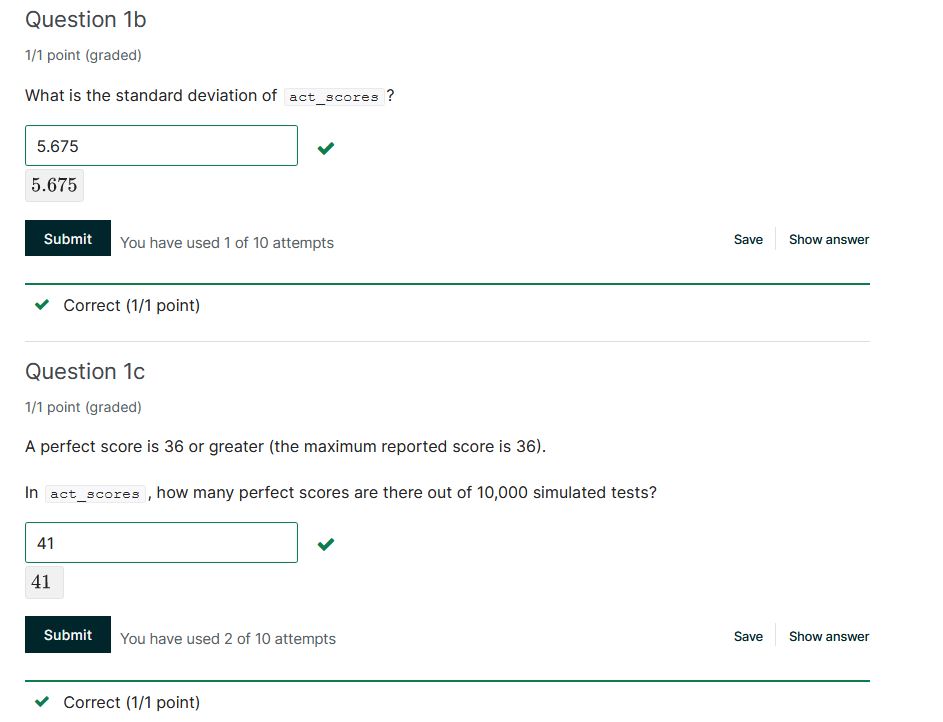 Question 1b
1/1 point (graded)
What is the standard deviation of act_scores ?
5.675
5.675
Submit You have used 1 of 10 attempts Save Show answer
Correct (1/1 point)
Question 1c
1/1 point (graded)
A perfect score is 36 or greater (the maximum reported score is 36).
In act_scores , how many perfect scores are there out of 10,000 simulated tests?
41
41
Submit You have used 2 of 10 attempts Save Show answer
Correct (1/1 point)